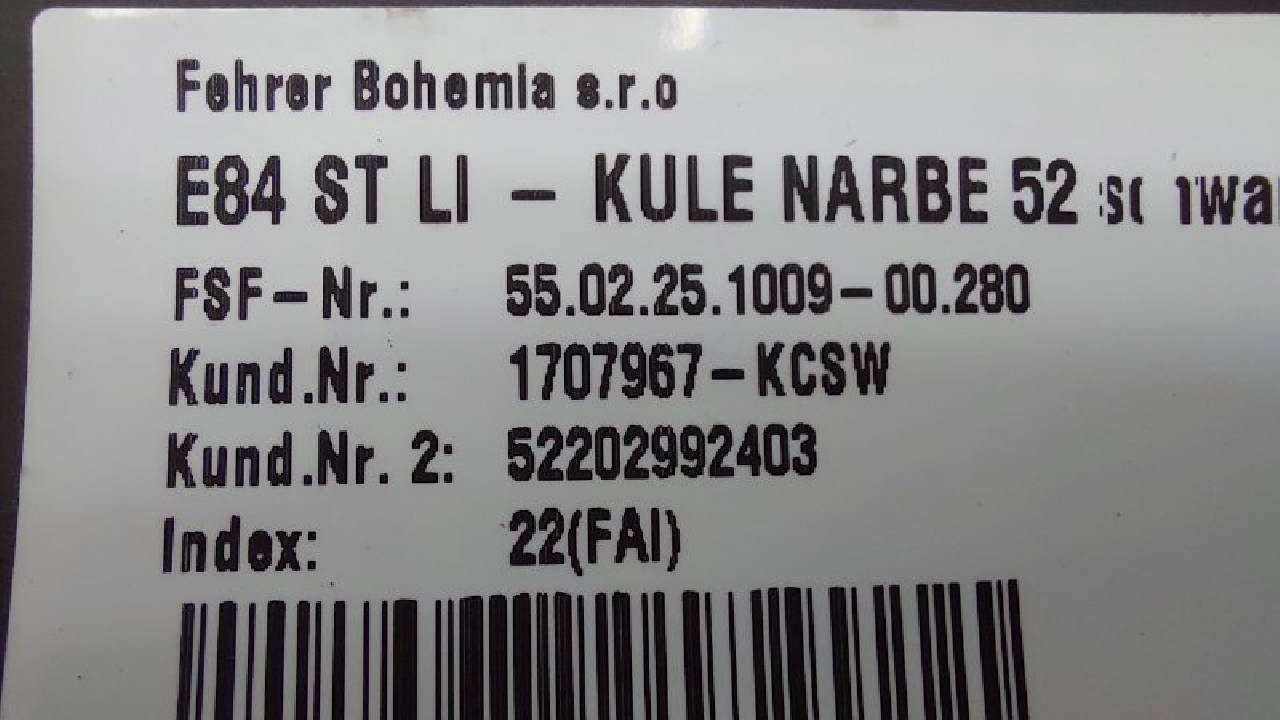 Fehrer Bohemia s.r.o
E84 ST LI - KULE NARBE 52
FSF-Nr.: 55.02.25.1009-00.280
Kund.Nr.: 1707967-KCSW
Kund.Nr. 2: 52202992403
Index: 22(FAI)